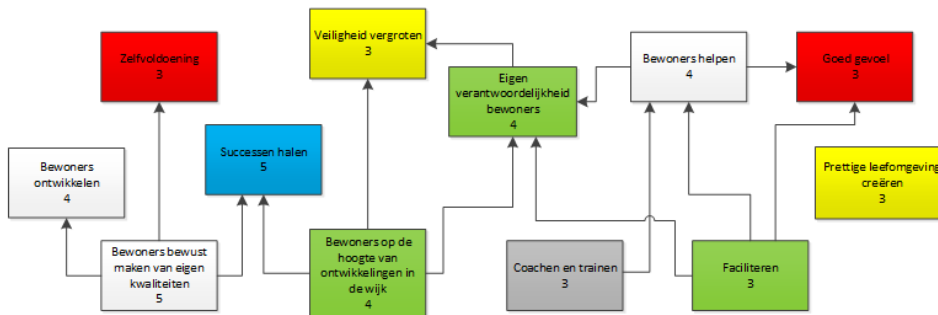 Zelfvoldoening
3
Veiligheid vergroten
3
Bewoners helpen
4
Goed gevoel
3
Eigen
verantwoordelijkheid
bewoners
4
Successen halen
5
Bewoners
ontwikkelen
4
Prettige leefomgeving
creëren
3
Bewoners bewust
maken van eigen
kwaliteiten
5
Bewoners op de
hoogte van
ontwikkelingen in
de wijk
4
Coachen en trainen
3
Faciliteren
3